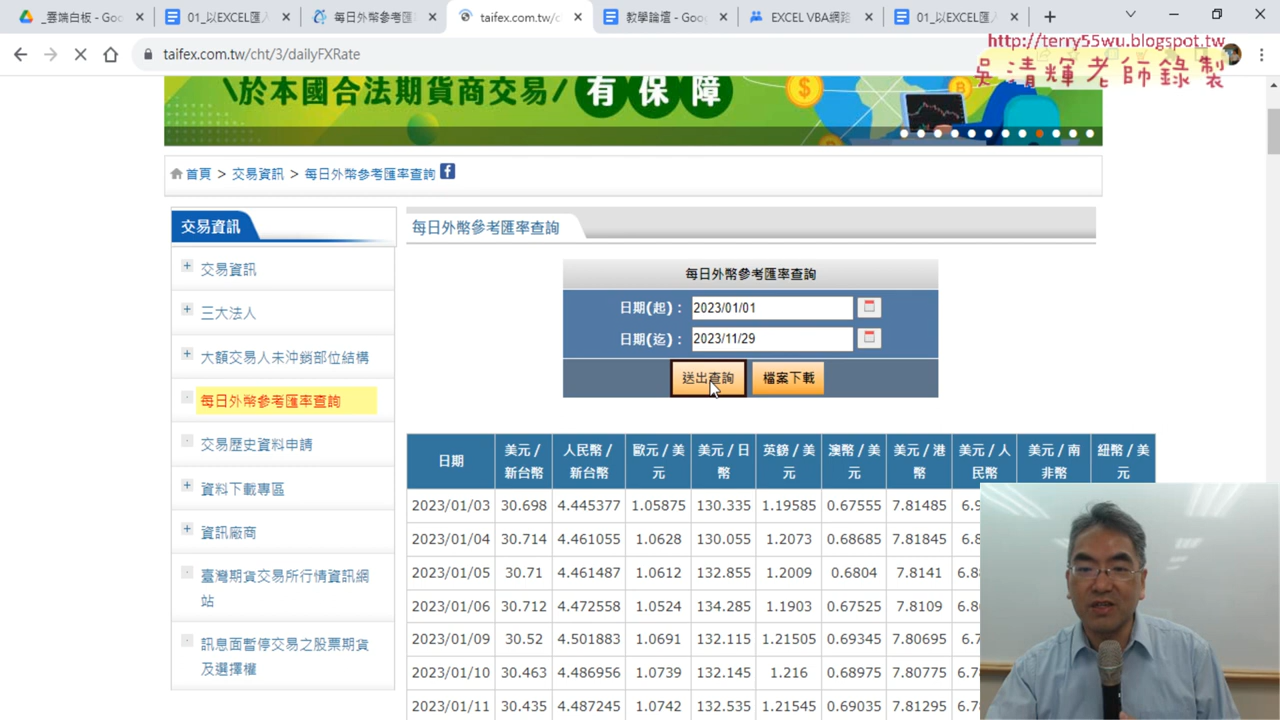 _雲端白板 - Goo
01_以EXCEL匯入
每日外幣參考匯
taifex.com.tw/c
教學論壇 - Goog
EXCEL VBA網路
01_以EXCEL匯入
taifex.com.tw/cht/3/dailyFXRate
http://terry55wu.blogspot.tw
吳清輝老師錄製
\於本國合法期貨商交易/ 有保障
首頁 > 交易資訊 > 每日外幣參考匯率查詢
交易資訊
交易資訊
三大法人
大額交易人未沖銷部位結構
每日外幣參考匯率查詢
交易歷史資料申請
資料下載專區
資訊廠商
臺灣期貨交易所行情資訊網
站
訊息面暫停交易之股票期貨
及選擇權
每日外幣參考匯率查詢
每日外幣參考匯率查詢
日期(起)： 2023/01/01
日期(迄)： 2023/11/29
送出查詢 檔案下載
日期 美元 / 新台幣 人民幣 / 新台幣 歐元 / 美元 美元 / 日幣 英鎊 / 美元 澳幣 / 美元 美元 / 港幣 美元 / 人民幣 美元 / 南非幣 紐幣 / 美元
2023/01/03 30.698 4.445377 1.05875 130.335 1.19585 0.67555 7.81485 6.9
2023/01/04 30.714 4.461055 1.0628 130.055 1.2073 0.68685 7.81845 6.8
2023/01/05 30.71 4.461487 1.0612 132.855 1.2009 0.6804 7.8141 6.8
2023/01/06 30.712 4.472558 1.0524 134.285 1.1903 0.67525 7.8109 6.8
2023/01/09 30.52 4.501883 1.0691 132.115 1.21505 0.69345 7.80695 6.7
2023/01/10 30.463 4.486956 1.0739 132.145 1.216 0.68975 7.80775 6.7
2023/01/11 30.435 4.487245 1.0742 132.535 1.21545 0.69035 7.81295 6.7